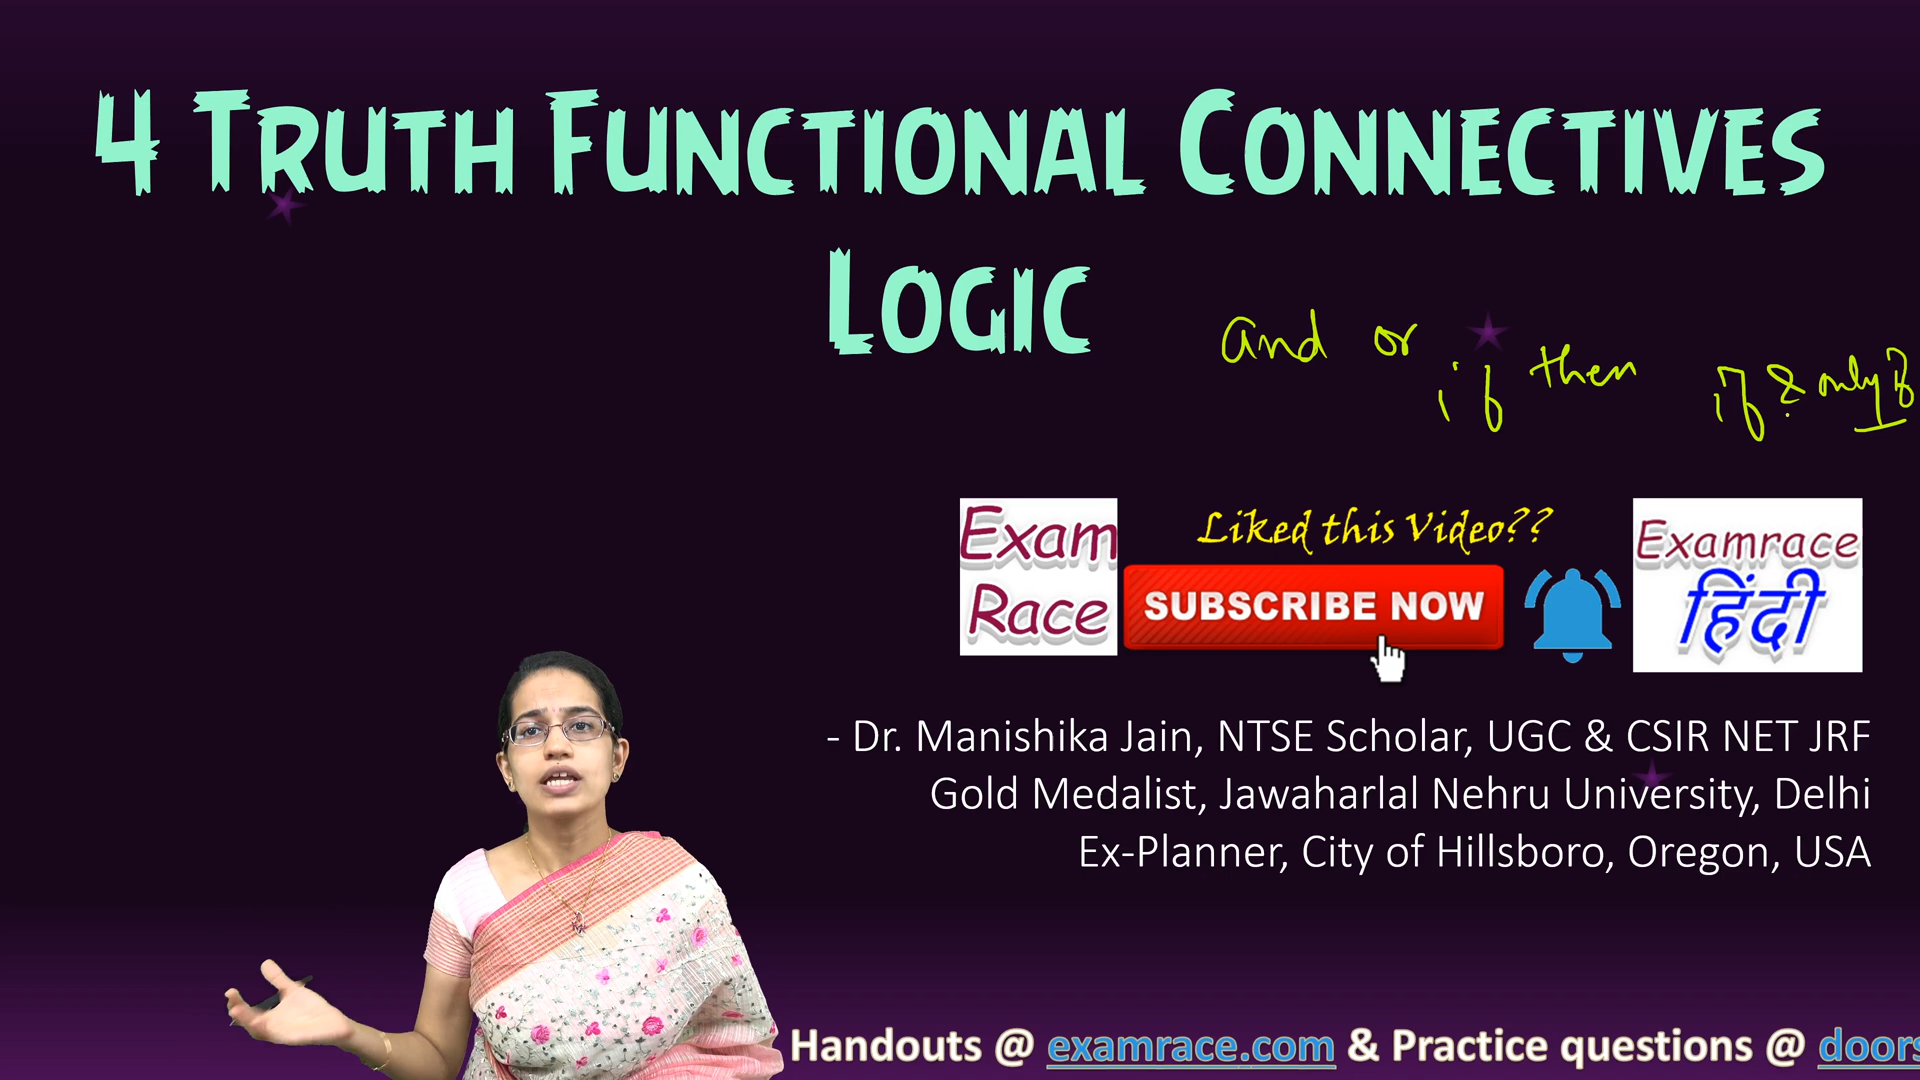 4 Truth Functional Connectives
Logic
and or if then if & only if
Exam
Race
Liked this Video??
SUBSCRIBE NOW
Examrace
हिंदी
- Dr. Manishika Jain, NTSE Scholar, UGC & CSIR NET JRF
Gold Medalist, Jawaharlal Nehru University, Delhi
Ex-Planner, City of Hillsboro, Oregon, USA
Handouts @ examrace.com & Practice questions @ doors